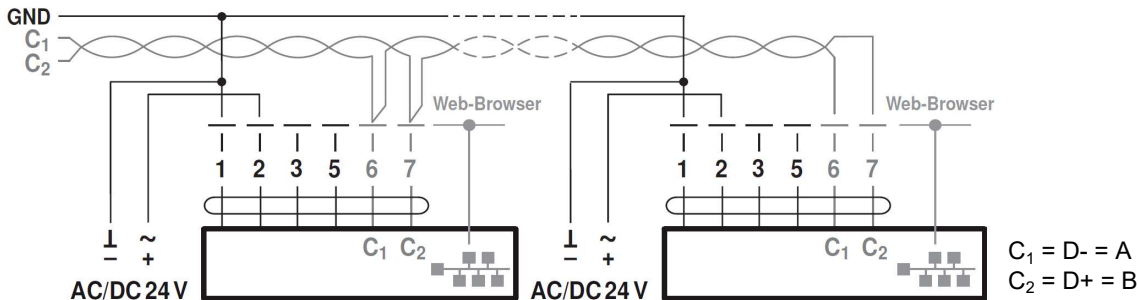 GND
C₁
C₂
Web-Browser Web-Browser
1 2 3 5 6 7 1 2 3 5 6 7
⊥ ~ C₁ C₂ ⊥ ~ C₁ C₂
– + – +
AC/DC 24 V AC/DC 24 V
C₁ = D- = A
C₂ = D+ = B